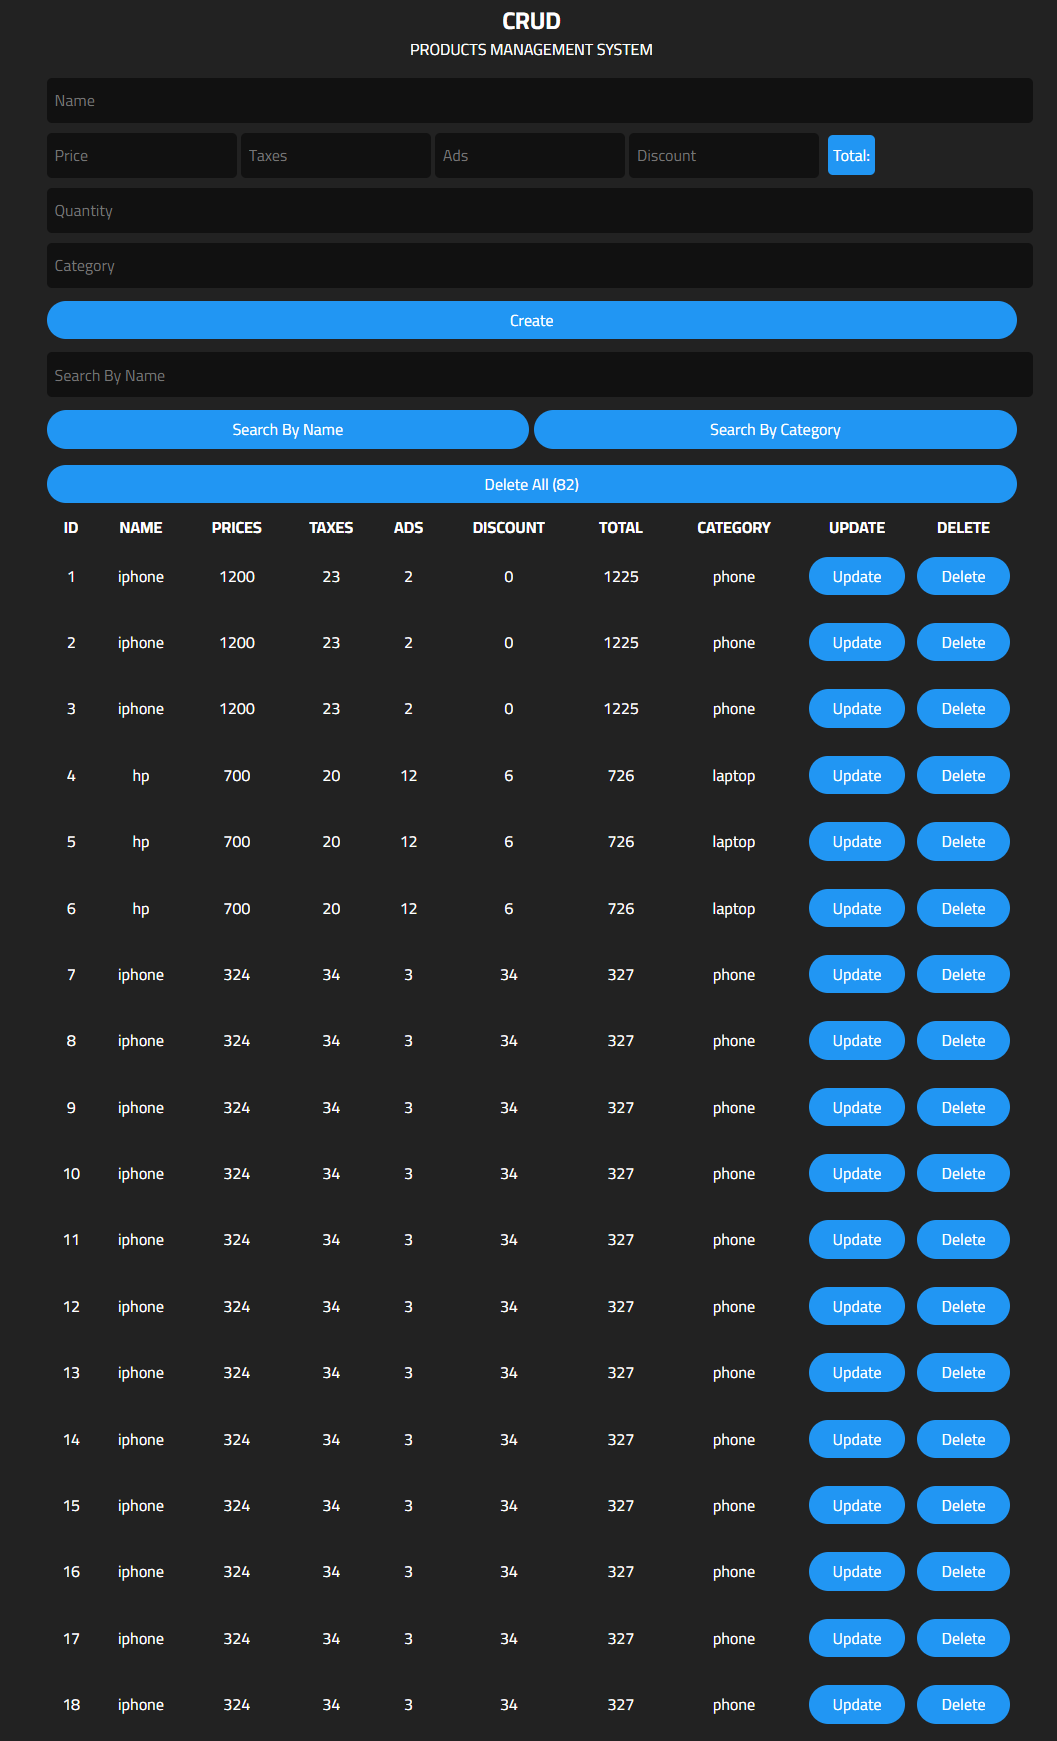 CRUD
PRODUCTS MANAGEMENT SYSTEM
Name
Price Taxes Ads Discount Total:
Quantity
Category
Create
Search By Name
Search By Name Search By Category
Delete All (82)
ID NAME PRICES TAXES ADS DISCOUNT TOTAL CATEGORY UPDATE DELETE
1 iphone 1200 23 2 0 1225 phone Update Delete
2 iphone 1200 23 2 0 1225 phone Update Delete
3 iphone 1200 23 2 0 1225 phone Update Delete
4 hp 700 20 12 6 726 laptop Update Delete
5 hp 700 20 12 6 726 laptop Update Delete
6 hp 700 20 12 6 726 laptop Update Delete
7 iphone 324 34 3 34 327 phone Update Delete
8 iphone 324 34 3 34 327 phone Update Delete
9 iphone 324 34 3 34 327 phone Update Delete
10 iphone 324 34 3 34 327 phone Update Delete
11 iphone 324 34 3 34 327 phone Update Delete
12 iphone 324 34 3 34 327 phone Update Delete
13 iphone 324 34 3 34 327 phone Update Delete
14 iphone 324 34 3 34 327 phone Update Delete
15 iphone 324 34 3 34 327 phone Update Delete
16 iphone 324 34 3 34 327 phone Update Delete
17 iphone 324 34 3 34 327 phone Update Delete
18 iphone 324 34 3 34 327 phone Update Delete